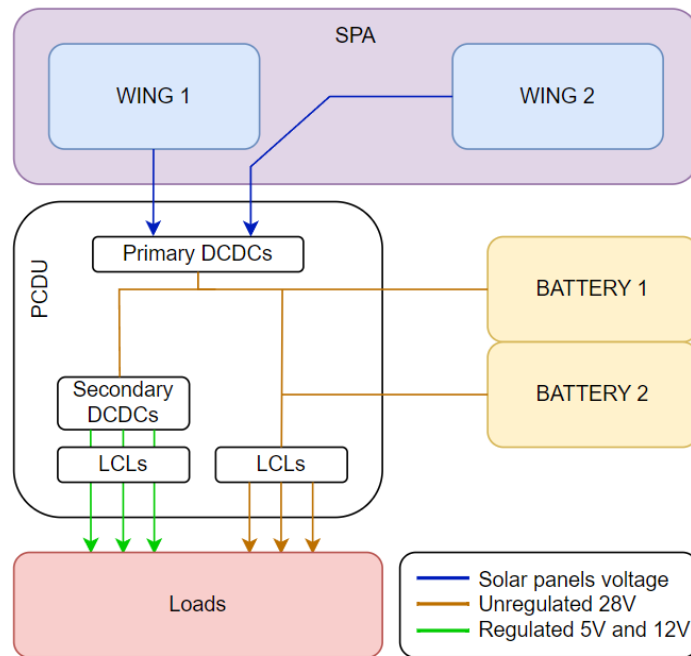 SPA
WING 1
WING 2
PCDU
Primary DCDCs
BATTERY 1
BATTERY 2
Secondary
DCDCs
LCLs
LCLs
Loads
Solar panels voltage
Unregulated 28V
Regulated 5V and 12V